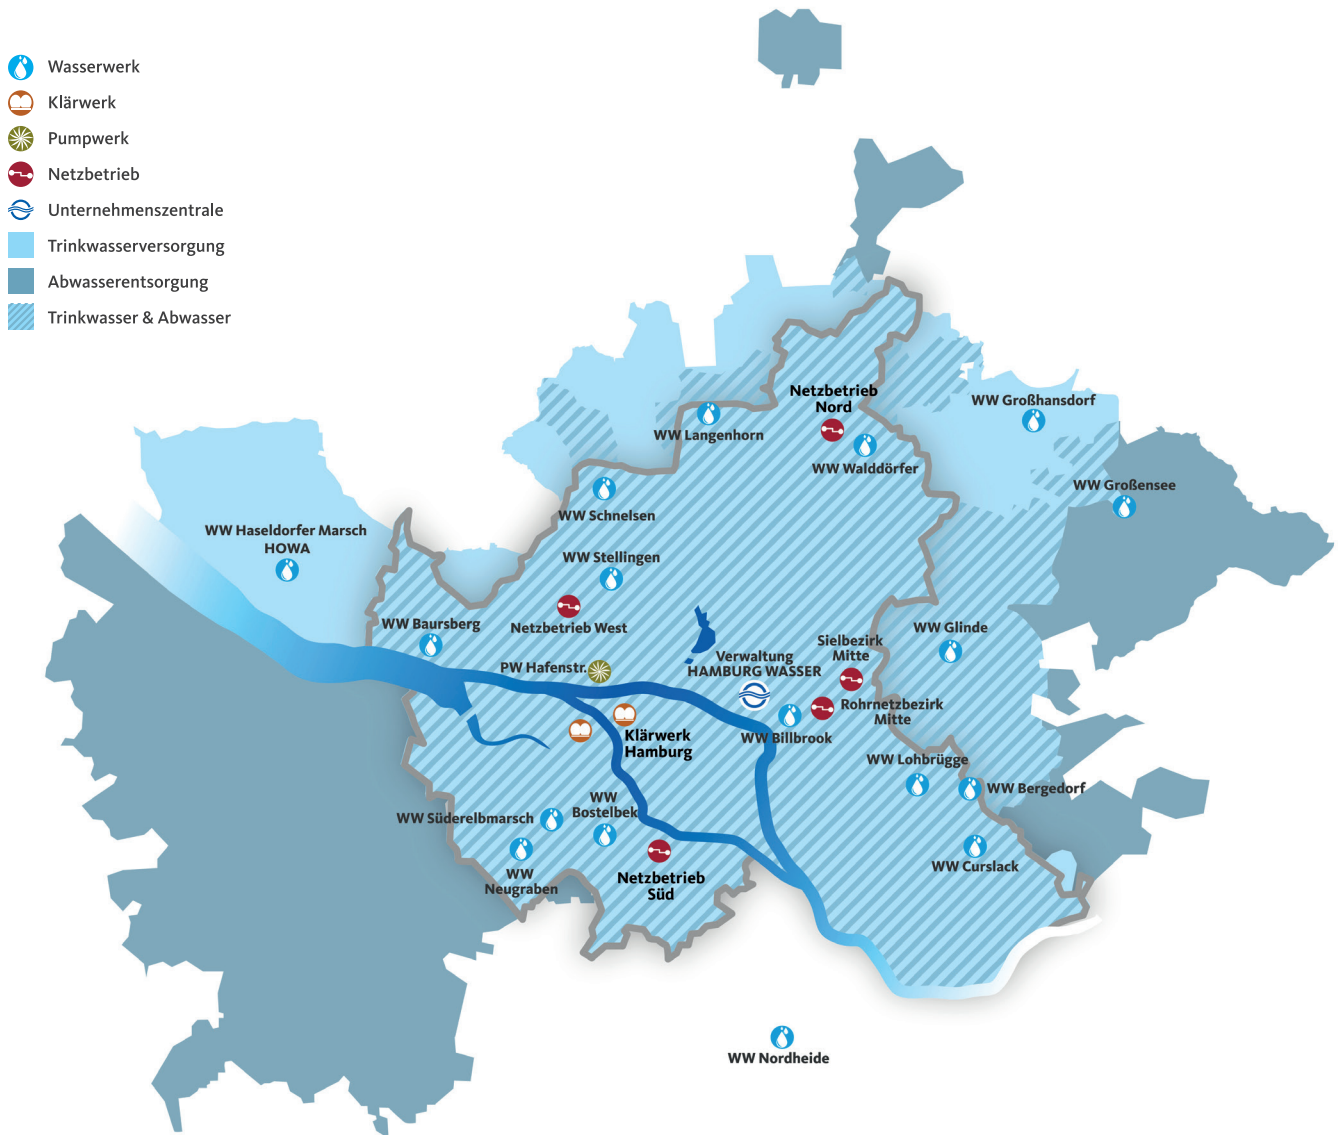 Wasserwerk
Klärwerk
Pumpwerk
Netzbetrieb
Unternehmenszentrale
Trinkwasserversorgung
Abwasserentsorgung
Trinkwasser & Abwasser
Netzbetrieb
Nord
WW Großhansdorf
WW Langenhorn
WW Walddörfer
WW Großensee
WW Schnelsen
WW Haseldorfer Marsch
HOWA
WW Stellingen
WW Baursberg
Netzbetrieb West
WW Glinde
Sielbezirk
Mitte
PW Hafenstr.
Verwaltung
HAMBURG WASSER
Rohrnetzbezirk
Mitte
Klärwerk
Hamburg
WW Billbrook
WW Lohbrügge
WW Bergedorf
WW
Bostelbek
WW Süderelbmarsch
WW Curslack
WW
Neugraben
Netzbetrieb
Süd
WW Nordheide